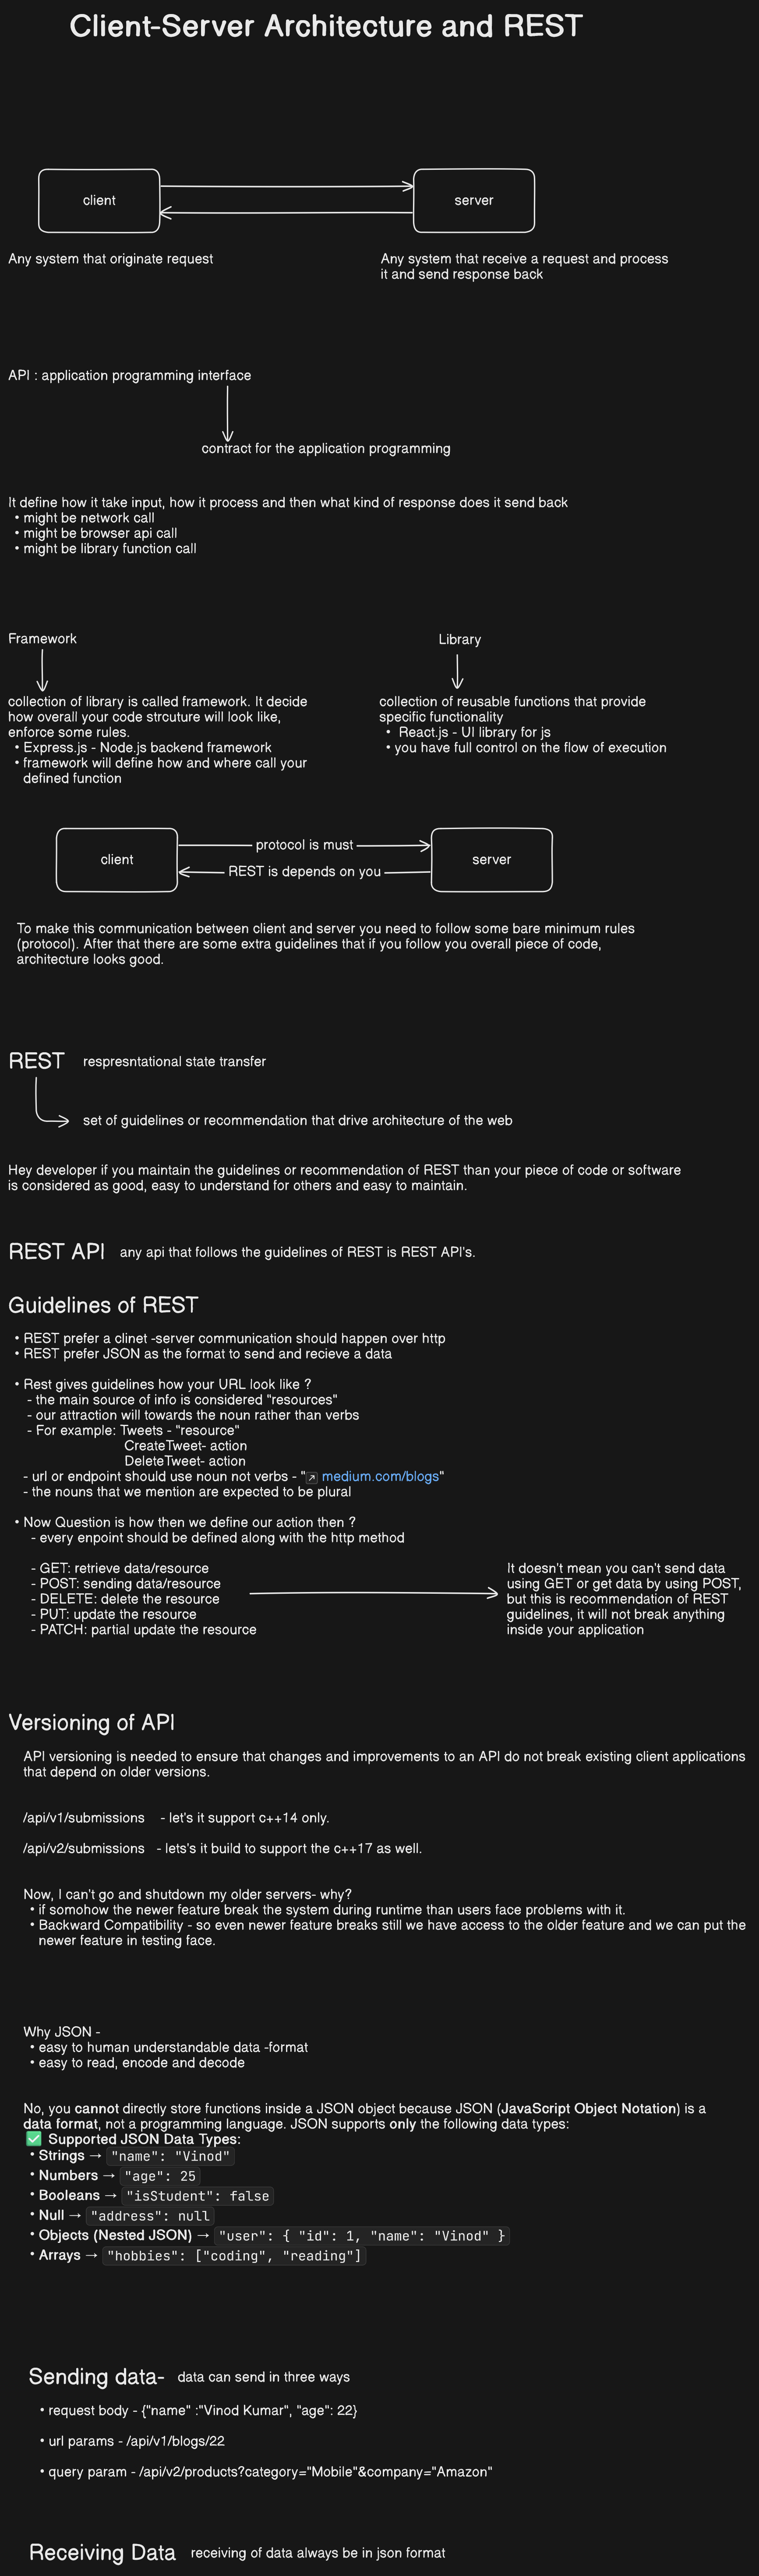 Client-Server Architecture and REST
client
server
Any system that originate request
Any system that receive a request and process
it and send response back
API : application programming interface
contract for the application programming
It define how it take input, how it process and then what kind of response does it send back
• might be network call
• might be browser api call
• might be library function call
Framework
collection of library is called framework. It decide
how overall your code strcuture will look like,
enforce some rules.
• Express.js - Node.js backend framework
• framework will define how and where call your
defined function
Library
collection of reusable functions that provide
specific functionality
• React.js - UI library for js
• you have full control on the flow of execution
client
protocol is must
REST is depends on you
server
To make this communication between client and server you need to follow some bare minimum rules
(protocol). After that there are some extra guidelines that if you follow you overall piece of code,
architecture looks good.
REST respresntational state transfer
set of guidelines or recommendation that drive architecture of the web
Hey developer if you maintain the guidelines or recommendation of REST than your piece of code or software
is considered as good, easy to understand for others and easy to maintain.
REST API any api that follows the guidelines of REST is REST API's.
Guidelines of REST
• REST prefer a clinet -server communication should happen over http
• REST prefer JSON as the format to send and recieve a data
• Rest gives guidelines how your URL look like ?
- the main source of info is considered "resources"
- our attraction will towards the noun rather than verbs
- For example: Tweets - "resource"
CreateTweet- action
DeleteTweet- action
- url or endpoint should use noun not verbs - "medium.com/blogs"
- the nouns that we mention are expected to be plural
• Now Question is how then we define our action then ?
- every enpoint should be defined along with the http method
- GET: retrieve data/resource
- POST: sending data/resource
- DELETE: delete the resource
- PUT: update the resource
- PATCH: partial update the resource
It doesn't mean you can't send data
using GET or get data by using POST,
but this is recommendation of REST
guidelines, it will not break anything
inside your application
Versioning of API
API versioning is needed to ensure that changes and improvements to an API do not break existing client applications
that depend on older versions.
/api/v1/submissions - let's it support c++14 only.
/api/v2/submissions - lets's it build to support the c++17 as well.
Now, I can't go and shutdown my older servers- why?
• if somohow the newer feature break the system during runtime than users face problems with it.
• Backward Compatibility - so even newer feature breaks still we have access to the older feature and we can put the
newer feature in testing face.
Why JSON -
• easy to human understandable data -format
• easy to read, encode and decode
No, you cannot directly store functions inside a JSON object because JSON (JavaScript Object Notation) is a
data format, not a programming language. JSON supports only the following data types:
✅ Supported JSON Data Types:
• Strings → "name": "Vinod"
• Numbers → "age": 25
• Booleans → "isStudent": false
• Null → "address": null
• Objects (Nested JSON) → "user": { "id": 1, "name": "Vinod" }
• Arrays → "hobbies": ["coding", "reading"]
Sending data- data can send in three ways
• request body - {"name" :"Vinod Kumar", "age": 22}
• url params - /api/v1/blogs/22
• query param - /api/v2/products?category="Mobile"&company="Amazon"
Receiving Data receiving of data always be in json format